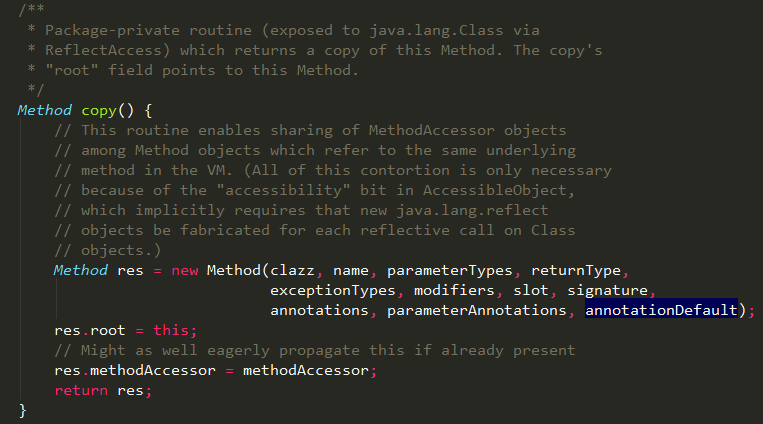 /**
 * Package-private routine (exposed to java.lang.Class via
 * ReflectAccess) which returns a copy of this Method. The copy's
 * "root" field points to this Method.
 */
Method copy() {
    // This routine enables sharing of MethodAccessor objects
    // among Method objects which refer to the same underlying
    // method in the VM. (All of this contortion is only necessary
    // because of the "accessibility" bit in AccessibleObject,
    // which implicitly requires that new java.lang.reflect
    // objects be fabricated for each reflective call on Class
    // objects.)
    Method res = new Method(clazz, name, parameterTypes, returnType,
                            exceptionTypes, modifiers, slot, signature,
                            annotations, parameterAnnotations, annotationDefault);
    res.root = this;
    // Might as well eagerly propagate this if already present
    res.methodAccessor = methodAccessor;
    return res;
}